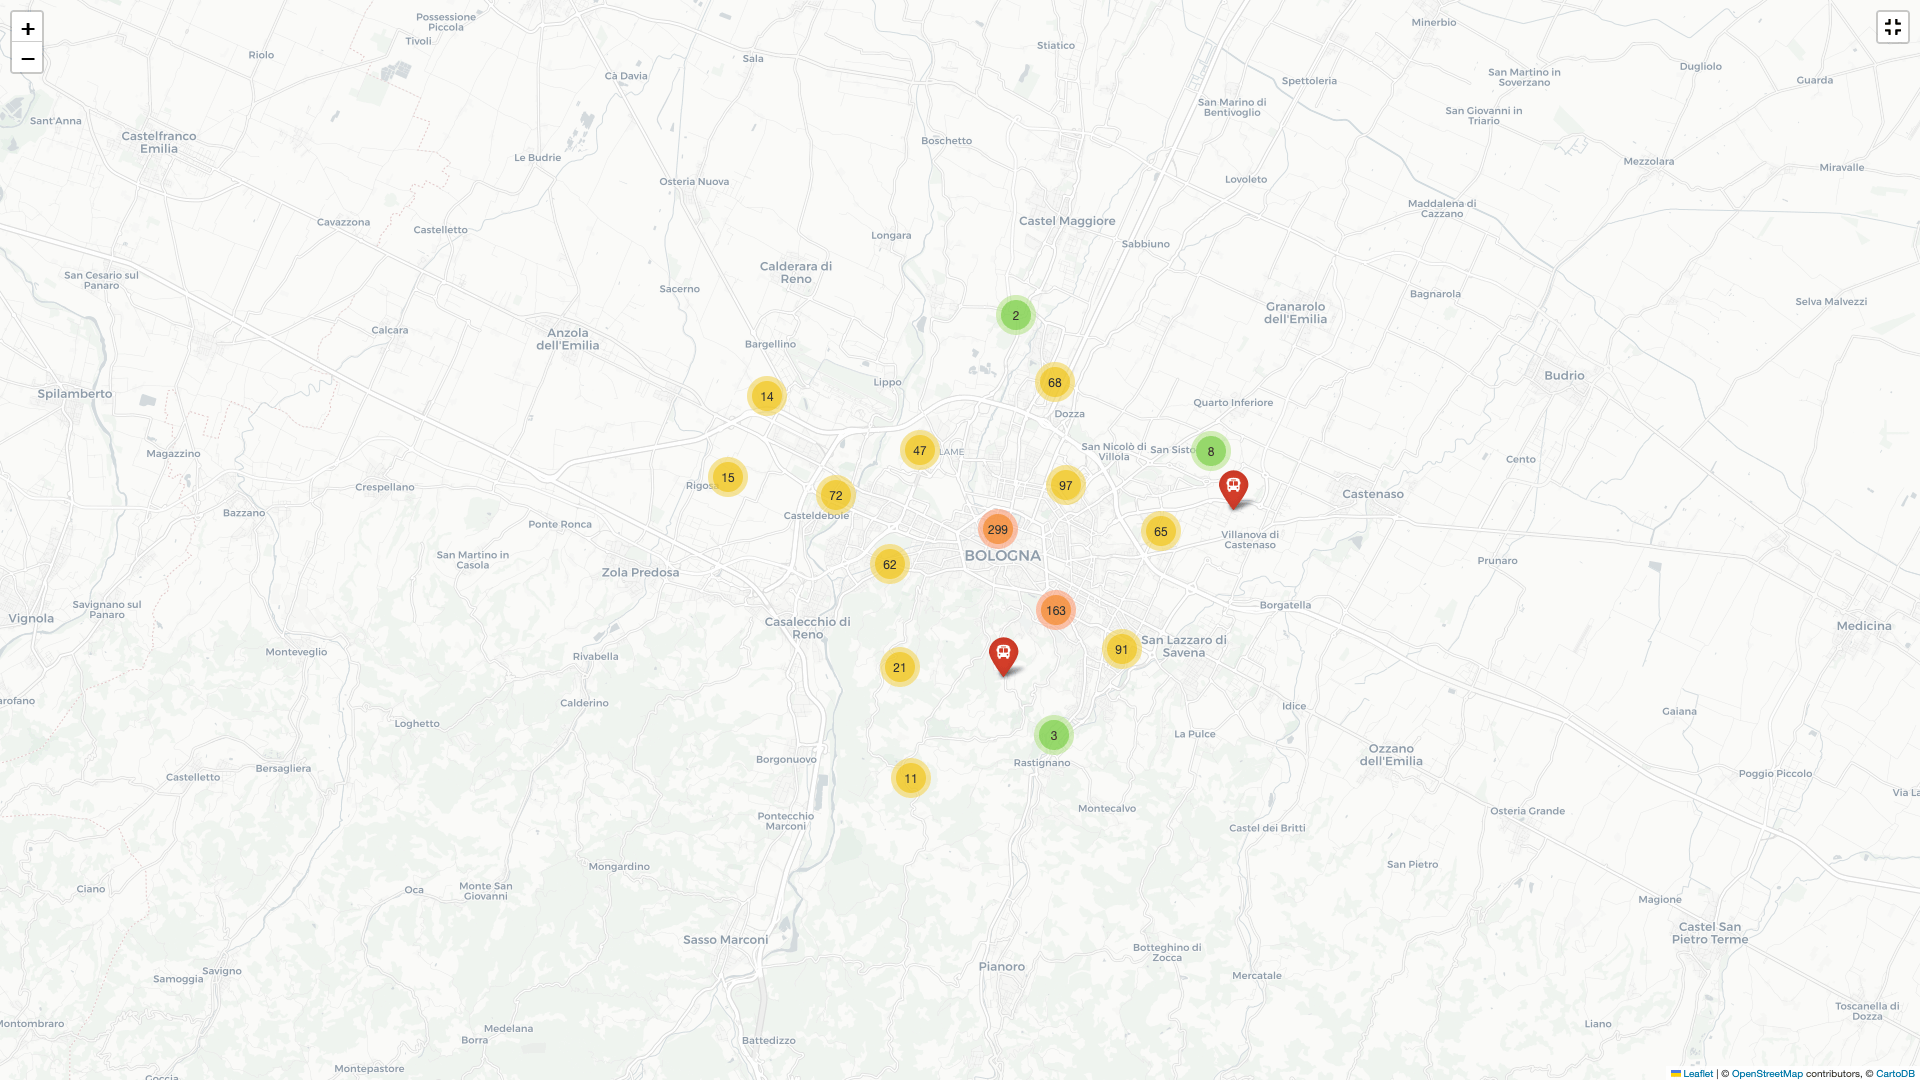 +
−
Possessione
Piccola
Tivoli
Riolo
Sala
Cà Davia
Stiatico
Minerbio
Spettoleria
San Martino in
Soverzano
Dugliolo
Guarda
Sant'Anna
Castelfranco
Emilia
Le Budrie
Boschetto
San Marino di
Bentivoglio
San Giovanni in
Triario
Mezzolara
Miravalle
Osteria Nuova
Lovoleto
Maddalena di
Cazzano
Cavazzona
Castelletto
Longara
Castel Maggiore
Sabbiuno
San Cesario sul
Panaro
Calderara di
Reno
Sacerno
Bagnarola
Selva Malvezzi
Granarolo
dell'Emilia
2
Calcara
Anzola
dell'Emilia
Bargellino
Lippo
68
Budrio
Spilamberto
14
Quarto Inferiore
Dozza
Magazzino
47
LAME
San Nicolò di
Villola
San Sisto
8
Cento
15
Rigosa
72
97
Crespellano
Castenaso
Bazzano
Ponte Ronca
Casteldebole
299
65
BOLOGNA
Villanova di
Castenaso
San Martino in
Casola
Zola Predosa
62
Prunaro
Vignola
Savignano sul
Panaro
163
Borgatella
Casalecchio di
Reno
Medicina
Monteveglio
Rivabella
21
91
San Lazzaro di
Savena
arofano
Calderino
Idice
Gaiana
Loghetto
3
La Pulce
Borgonuovo
Rastignano
Ozzano
dell'Emilia
Castelletto
Bersagliera
11
Poggio Piccolo
Via La
Pontecchio
Marconi
Montecalvo
Osteria Grande
Castel dei Britti
Mongardino
San Pietro
Ciano
Oca
Monte San
Giovanni
Magione
Sasso Marconi
Castel San
Pietro Terme
Botteghino di
Zocca
Samoggia
Savigno
Pianoro
Mercatale
Toscanella di
Dozza
Montombraro
Medelana
Borra
Battedizzo
Liano
Montepastore
Goccia
Leaflet | © OpenStreetMap contributors, © CartoDB